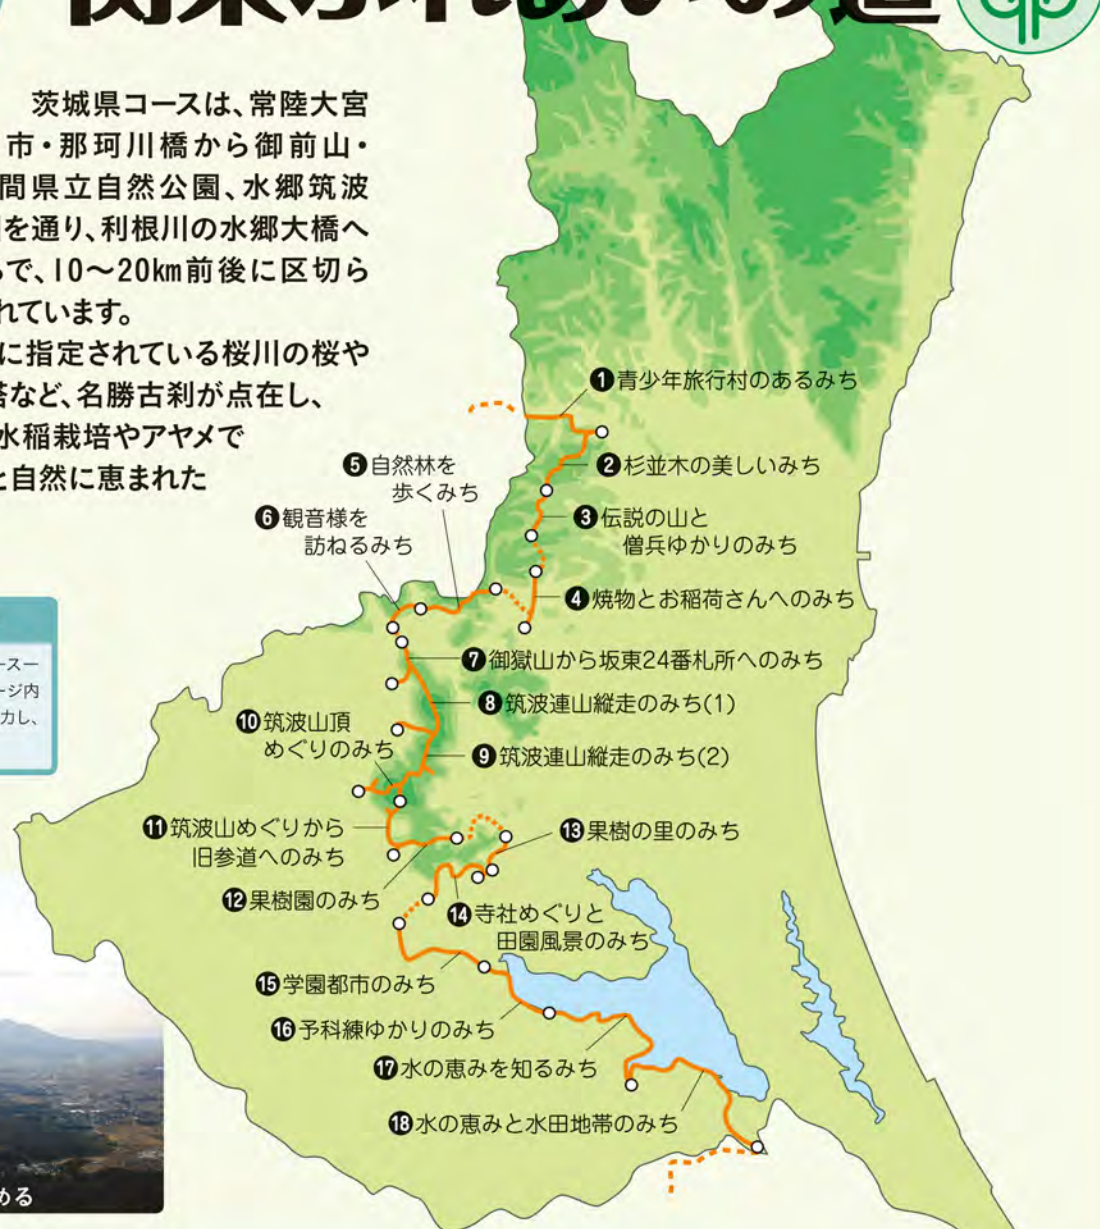 関東ふれあいの道
茨城県コースは、常陸大宮
市・那珂川橋から御前山・
間県立自然公園、水郷筑波
を通り、利根川の水郷大橋へ
で、10〜20km前後に区切ら
れています。
に指定されている桜川の桜や
塔など、名勝古刹が点在し、
水稲栽培やアヤメで
と自然に恵まれた
❶青少年旅行村のあるみち
❷杉並木の美しいみち
❺自然林を
歩くみち
❸伝説の山と
僧兵ゆかりのみち
❻観音様を
訪ねるみち
❹焼物とお稲荷さんへのみち
❼御嶽山から坂東24番札所へのみち
❽筑波連山縦走のみち(1)
❿筑波山頂
めぐりのみち
❾筑波連山縦走のみち(2)
⓫筑波山めぐりから
旧参道へのみち
⓭果樹の里のみち
⓬果樹園のみち
⓮寺社めぐりと
田園風景のみち
⓯学園都市のみち
⓰予科練ゆかりのみち
⓱水の恵みを知るみち
⓲水の恵みと水田地帯のみち
ースー
ージ内
力し、
める